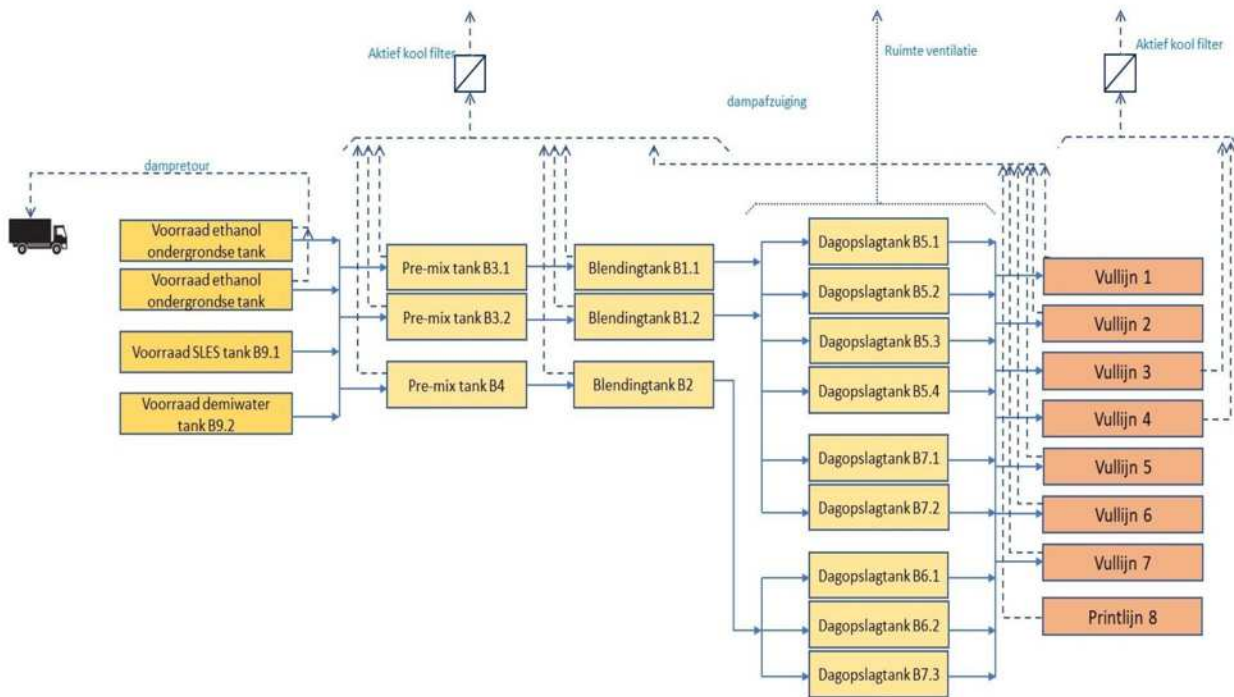 Aktief kool filter
Ruimte ventilatie
Aktief kool filter
dampafzuiging
dampretour
Voorraad ethanol
ondergrondse tank
Voorraad ethanol
ondergrondse tank
Voorraad SLES tank B9.1
Voorraad demiwater
tank B9.2
Pre-mix tank B3.1
Pre-mix tank B3.2
Pre-mix tank B4
Blendingtank B1.1
Blendingtank B1.2
Blendingtank B2
Dagopslagtank B5.1
Dagopslagtank B5.2
Dagopslagtank B5.3
Dagopslagtank B5.4
Dagopslagtank B7.1
Dagopslagtank B7.2
Dagopslagtank B6.1
Dagopslagtank B6.2
Dagopslagtank B7.3
Vullijn 1
Vullijn 2
Vullijn 3
Vullijn 4
Vullijn 5
Vullijn 6
Vullijn 7
Printlijn 8